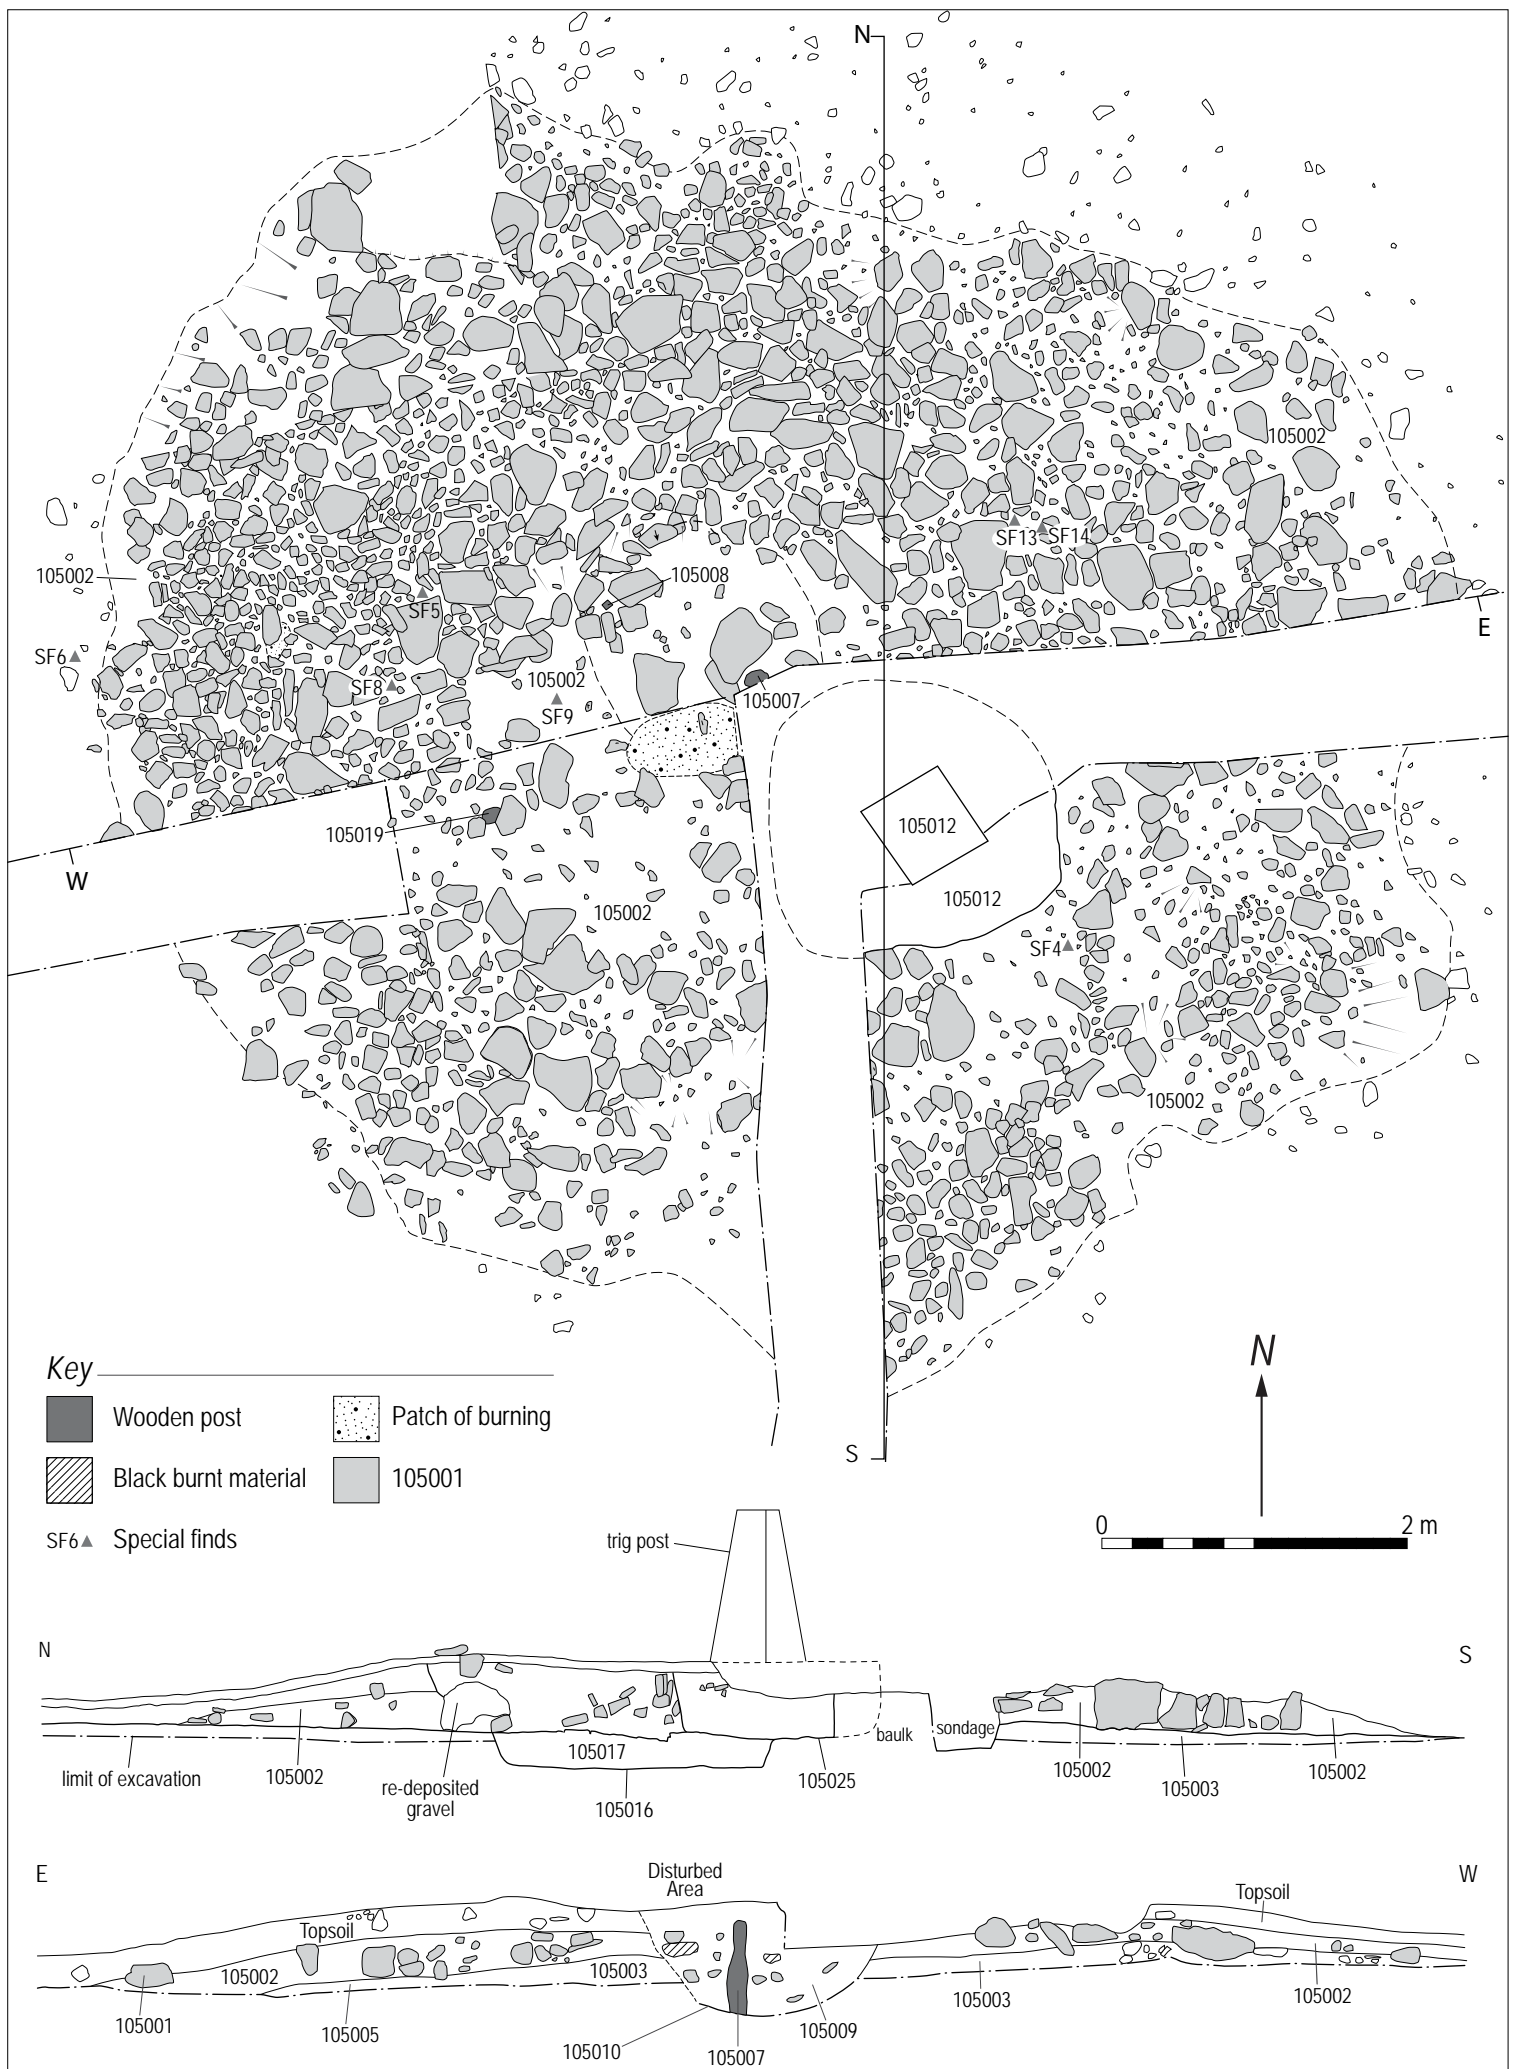 N
105002
SF13
SF14
105008
105002
SF5
E
SF6
SF8
105002
SF9
105007
105019
105012
W
105012
105002
SF4
105002
S
Key
Wooden post
Patch of burning
Black burnt material
105001
SF6
Special finds
N
0
2 m
trig post
N
S
baulk
sondage
105017
limit of excavation
105002
re-deposited
gravel
105016
105025
105002
105003
105002
E
Disturbed
Area
W
Topsoil
Topsoil
105002
105003
105001
105005
105010
105007
105009
105003
105002